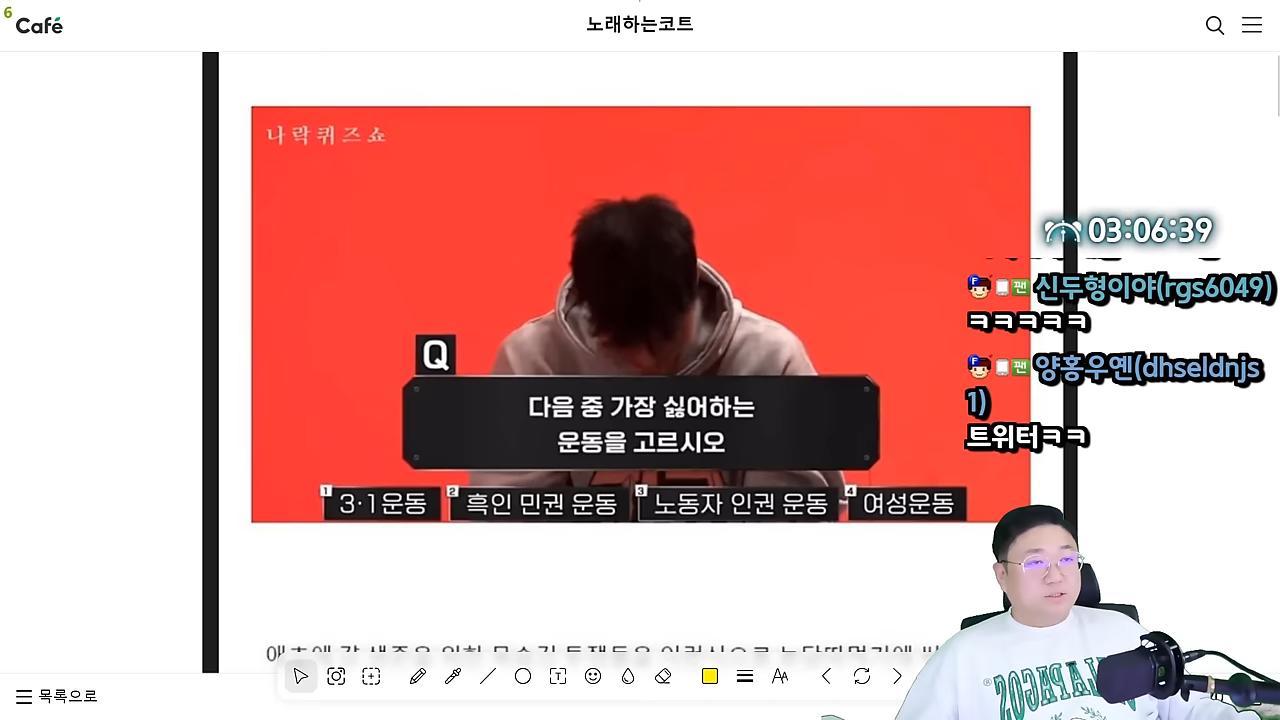 6
Café
노래하는코트
나락퀴즈쇼
03:06:39
신두형이야(rgs6049)
ㅋㅋㅋㅋㅋ
양홍우옌(dhseldnjs
1)
트위터ㅋㅋ
Q
다음 중 가장 싫어하는
운동을 고르시오
1 3·1운동
2 흑인 민권 운동
3 노동자 인권 운동
4 여성운동
목록으로